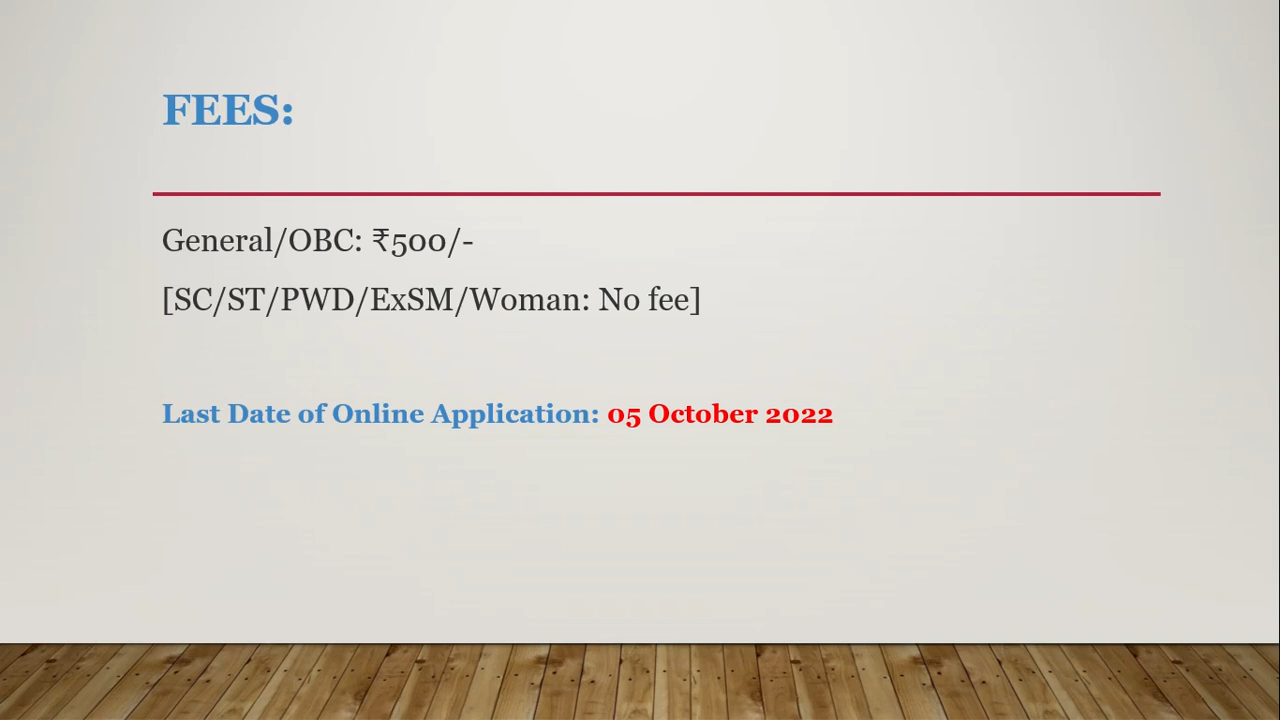 FEES:
General/OBC: ₹500/-
[SC/ST/PWD/ExSM/Woman: No fee]
Last Date of Online Application: 05 October 2022